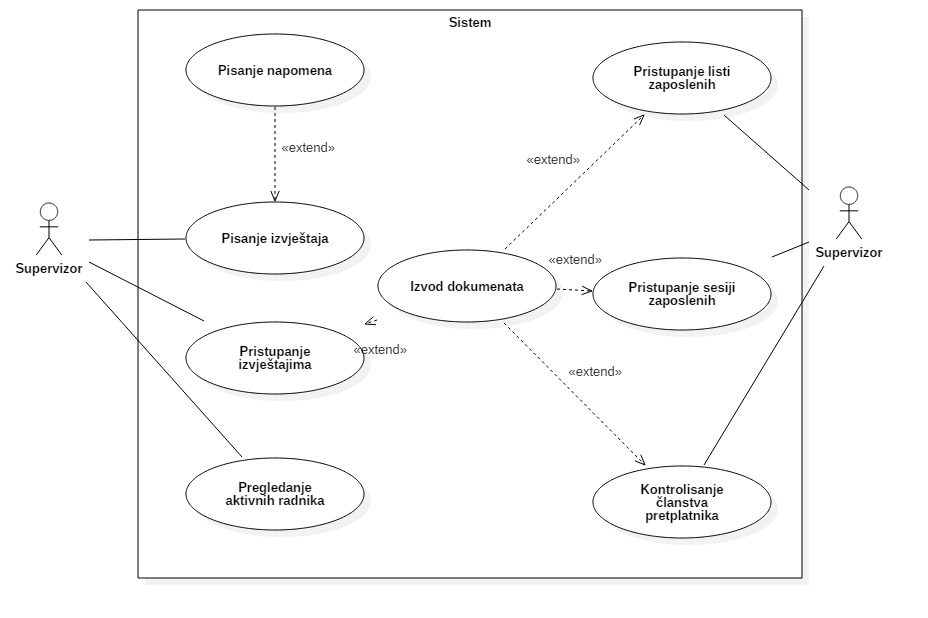 Sistem
Pisanje napomena
Pristupanje listi
zaposlenih
«extend»
«extend»
Pisanje izvještaja
Supervizor
Supervizor
«extend»
Izvod dokumenata
Pristupanje sesiji
zaposlenih
Pristupanje
izvještajima
«extend»
«extend»
Pregledanje
aktivnih radnika
Kontrolisanje
članstva
pretplatnika